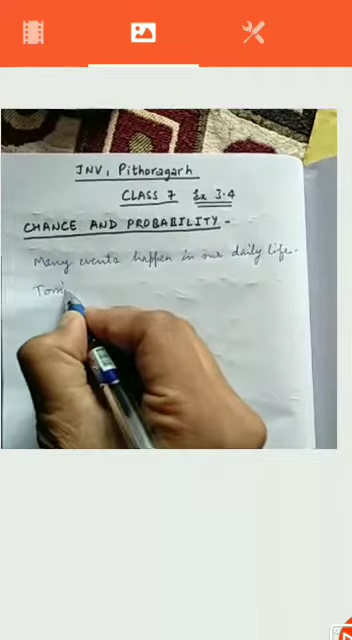 JNV, Pithoragarh
CLASS 7 Ex 3.4
CHANCE AND PROBABILITY -
Many events happen in our daily life.